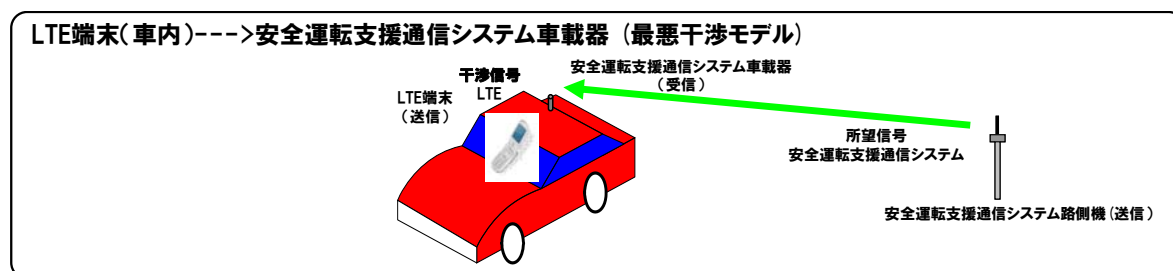 LTE端末(車内)--->安全運転支援通信システム車載器 (最悪干渉モデル)
干渉信号
LTE
LTE端末
(送信)
安全運転支援通信システム車載器
(受信)
所望信号
安全運転支援通信システム
安全運転支援通信システム路側機(送信)